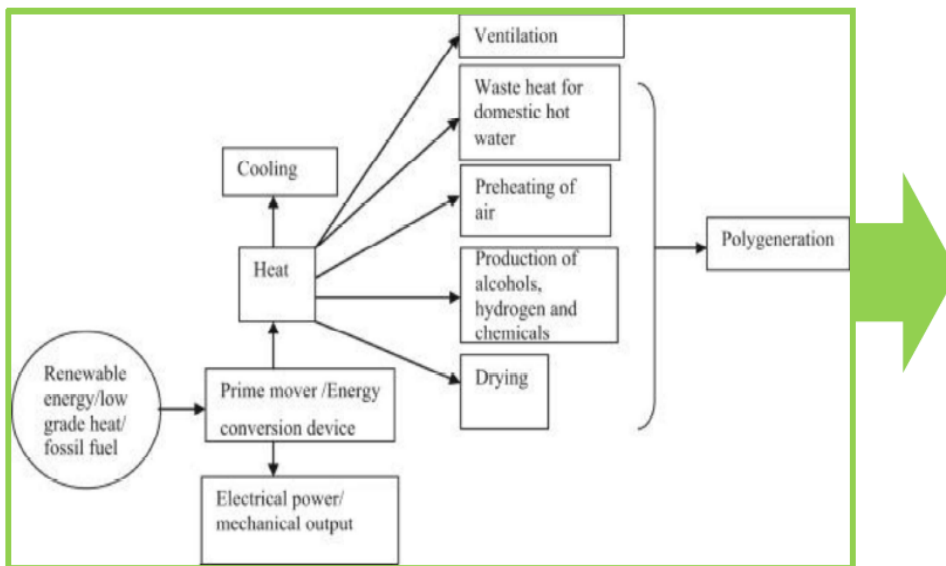 Ventilation
Waste heat for
domestic hot
water
Cooling
Preheating of
air
Polygeneration
Heat
Production of
alcohols,
hydrogen and
chemicals
Renewable
energy/low
grade heat/
fossil fuel
Prime mover /Energy
conversion device
Drying
Electrical power/
mechanical output